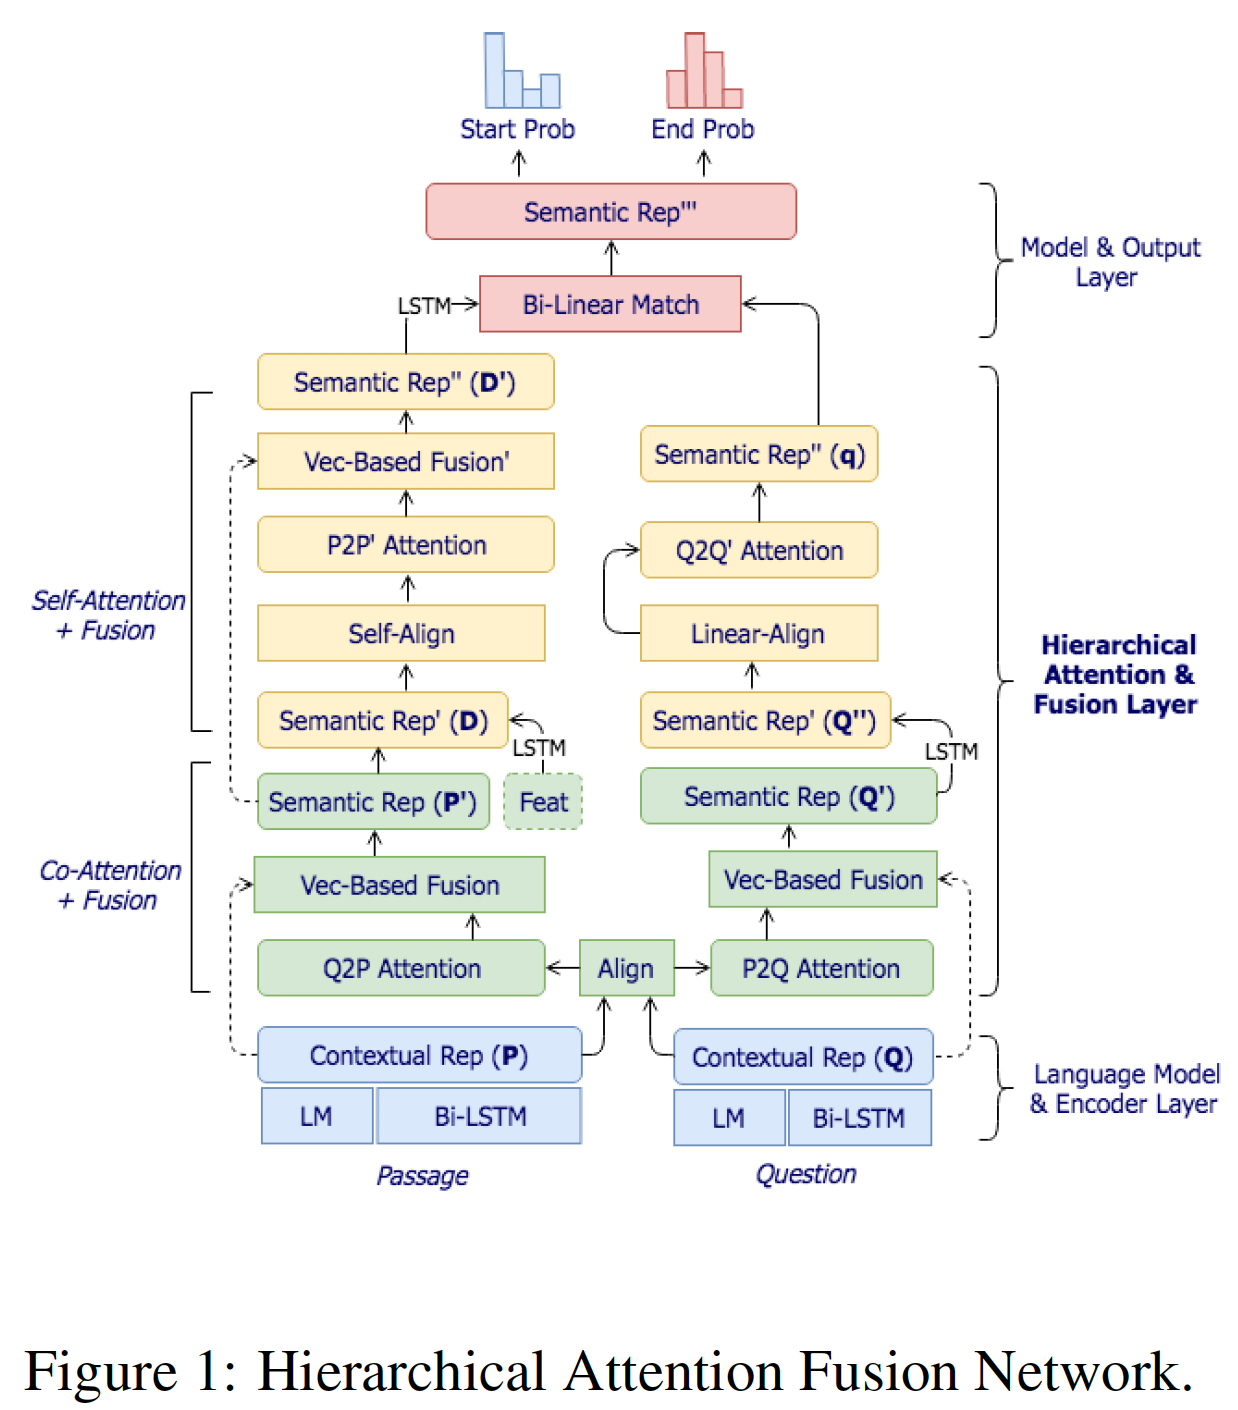 Start Prob
End Prob
Semantic Rep'''
Model & Output
Layer
Bi-Linear Match
LSTM
Semantic Rep'' (D')
Vec-Based Fusion'
Semantic Rep'' (q)
P2P' Attention
Q2Q' Attention
Self-Attention
+ Fusion
Self-Align
Linear-Align
Hierarchical
Attention &
Fusion Layer
Semantic Rep' (D)
LSTM
Semantic Rep' (Q'')
LSTM
Semantic Rep (P')
Feat
Semantic Rep (Q')
Co-Attention
+ Fusion
Vec-Based Fusion
Vec-Based Fusion
Q2P Attention
Align
P2Q Attention
Contextual Rep (P)
Contextual Rep (Q)
Language Model
& Encoder Layer
LM
Bi-LSTM
LM
Bi-LSTM
Passage
Question
Figure 1: Hierarchical Attention Fusion Network.